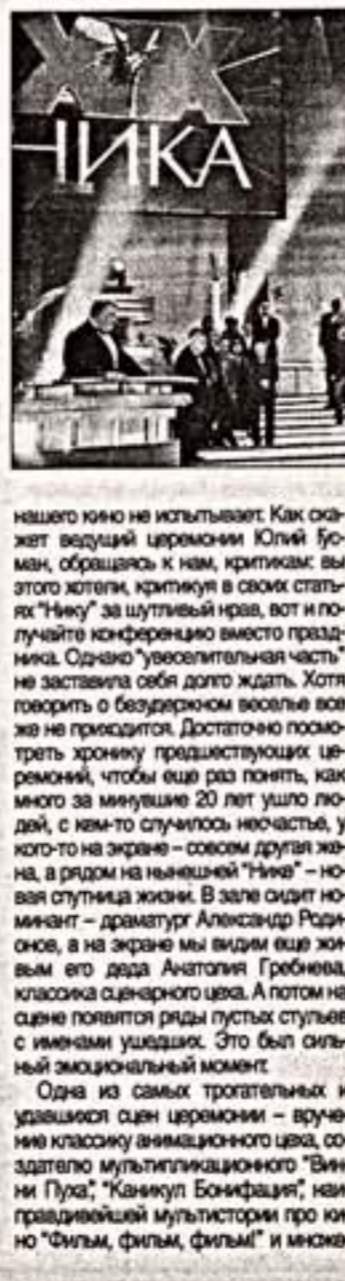 НИКА
нашего кино не испытывает. Как ска-
жет ведущий церемонии Юлий Гус-
ман, обращаясь к нам, критикам: вы
этого хотели, критикуя в своих стать-
ях "Нику" за шутливый нрав, вот и по-
лучайте конференцию вместо празд-
ника. Однако "увеселительная часть"
не заставила себя долго ждать. Хотя
говорить о безудержном веселье все
же не приходится. Достаточно посмо-
треть хронику предшествующих це-
ремоний, чтобы еще раз понять, как
много за минувшие 20 лет ушло лю-
дей, с кем-то случилось несчастье, у
кого-то на экране – совсем другая же-
на, а рядом на нынешней "Нике" – но-
вая спутница жизни. В зале сидит но-
минант – драматург Александр Роди-
онов, а на экране мы видим еще жи-
вым его деда Анатолия Гребнева,
классика сценарного цеха. А потом на
сцене появятся ряды пустых стульев
с именами ушедших. Это был силь-
ный эмоциональный момент.
Одна из самых трогательных и
удавшихся сцен церемонии – вруче-
ние классику анимационного цеха, со-
здателю мультипликационного "Вин-
ни Пуха", "Каникул Бонифация", наи-
правдивейшей мультистории про ки-
но "Фильм, фильм, фильм!" и множе